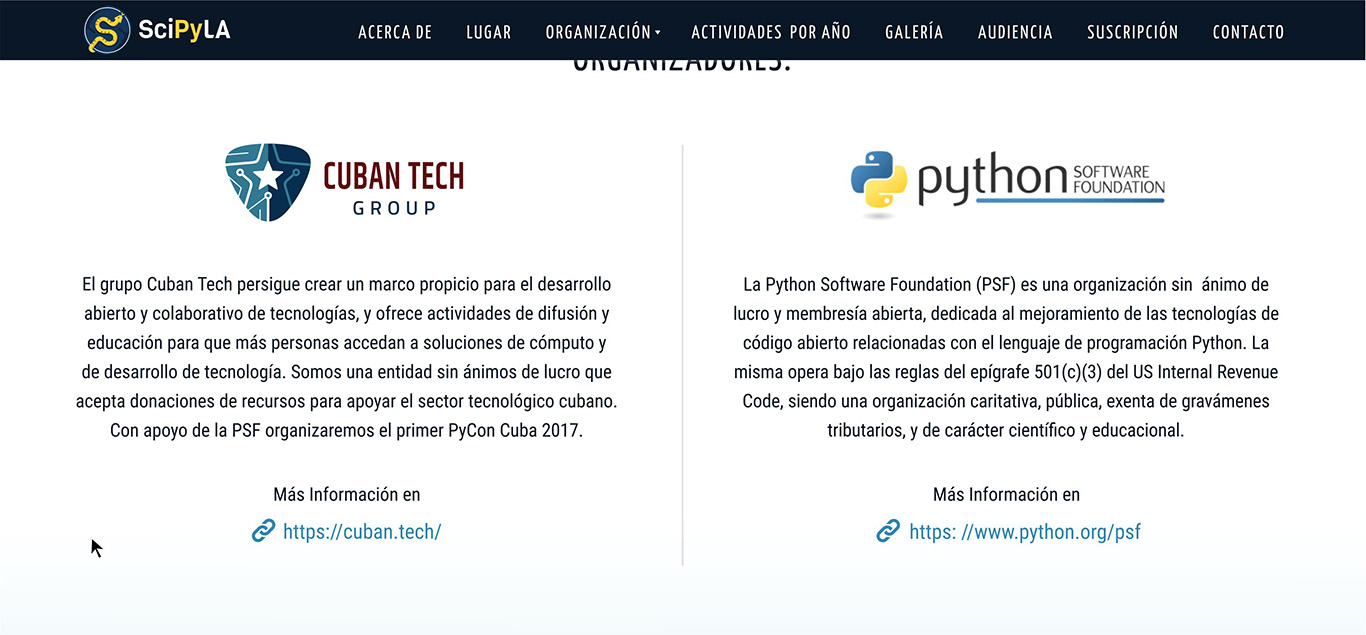 SciPyLA
ACERCA DE LUGAR ORGANIZACIÓN ACTIVIDADES POR AÑO GALERÍA AUDIENCIA SUSCRIPCIÓN CONTACTO
ORGANIZADORES:
CUBAN TECH
GROUP
El grupo Cuban Tech persigue crear un marco propicio para el desarrollo
abierto y colaborativo de tecnologías, y ofrece actividades de difusión y
educación para que más personas accedan a soluciones de cómputo y
de desarrollo de tecnología. Somos una entidad sin ánimos de lucro que
acepta donaciones de recursos para apoyar el sector tecnológico cubano.
Con apoyo de la PSF organizaremos el primer PyCon Cuba 2017.
Más Información en
https://cuban.tech/
python SOFTWARE
FOUNDATION
La Python Software Foundation (PSF) es una organización sin ánimo de
lucro y membresía abierta, dedicada al mejoramiento de las tecnologías de
código abierto relacionadas con el lenguaje de programación Python. La
misma opera bajo las reglas del epígrafe 501(c)(3) del US Internal Revenue
Code, siendo una organización caritativa, pública, exenta de gravámenes
tributarios, y de carácter científico y educacional.
Más Información en
https: //www.python.org/psf